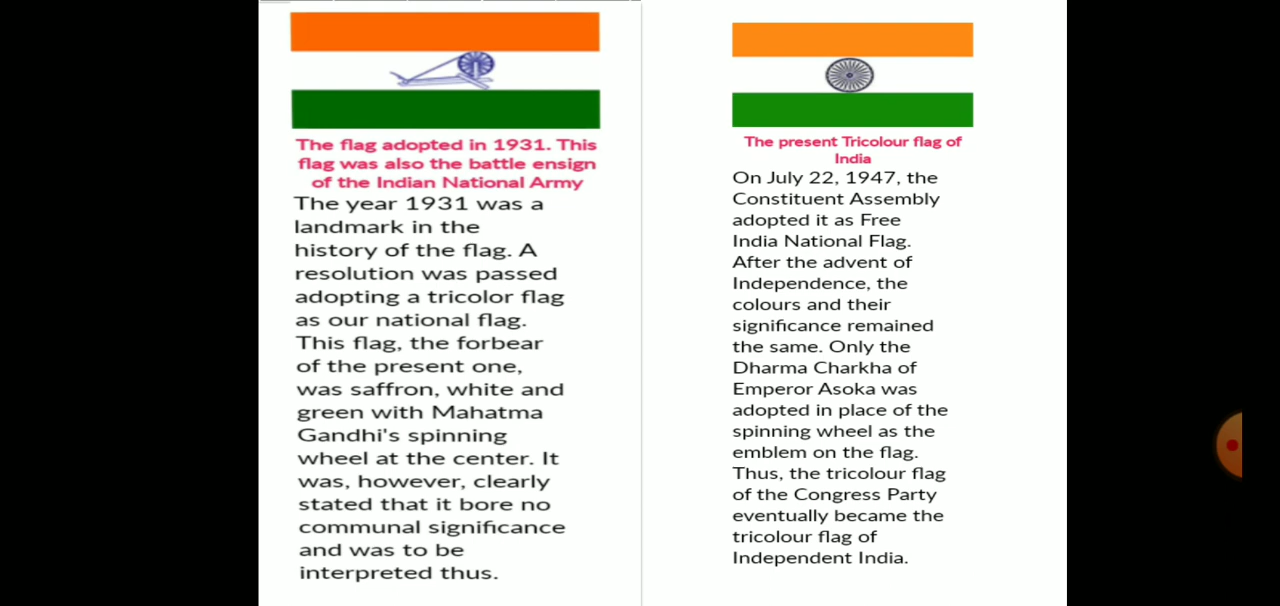 The flag adopted in 1931. This
flag was also the battle ensign
of the Indian National Army
The year 1931 was a
landmark in the
history of the flag. A
resolution was passed
adopting a tricolor flag
as our national flag.
This flag, the forbear
of the present one,
was saffron, white and
green with Mahatma
Gandhi's spinning
wheel at the center. It
was, however, clearly
stated that it bore no
communal significance
and was to be
interpreted thus.
The present Tricolour flag of
India
On July 22, 1947, the
Constituent Assembly
adopted it as Free
India National Flag.
After the advent of
Independence, the
colours and their
significance remained
the same. Only the
Dharma Charkha of
Emperor Asoka was
adopted in place of the
spinning wheel as the
emblem on the flag.
Thus, the tricolour flag
of the Congress Party
eventually became the
tricolour flag of
Independent India.